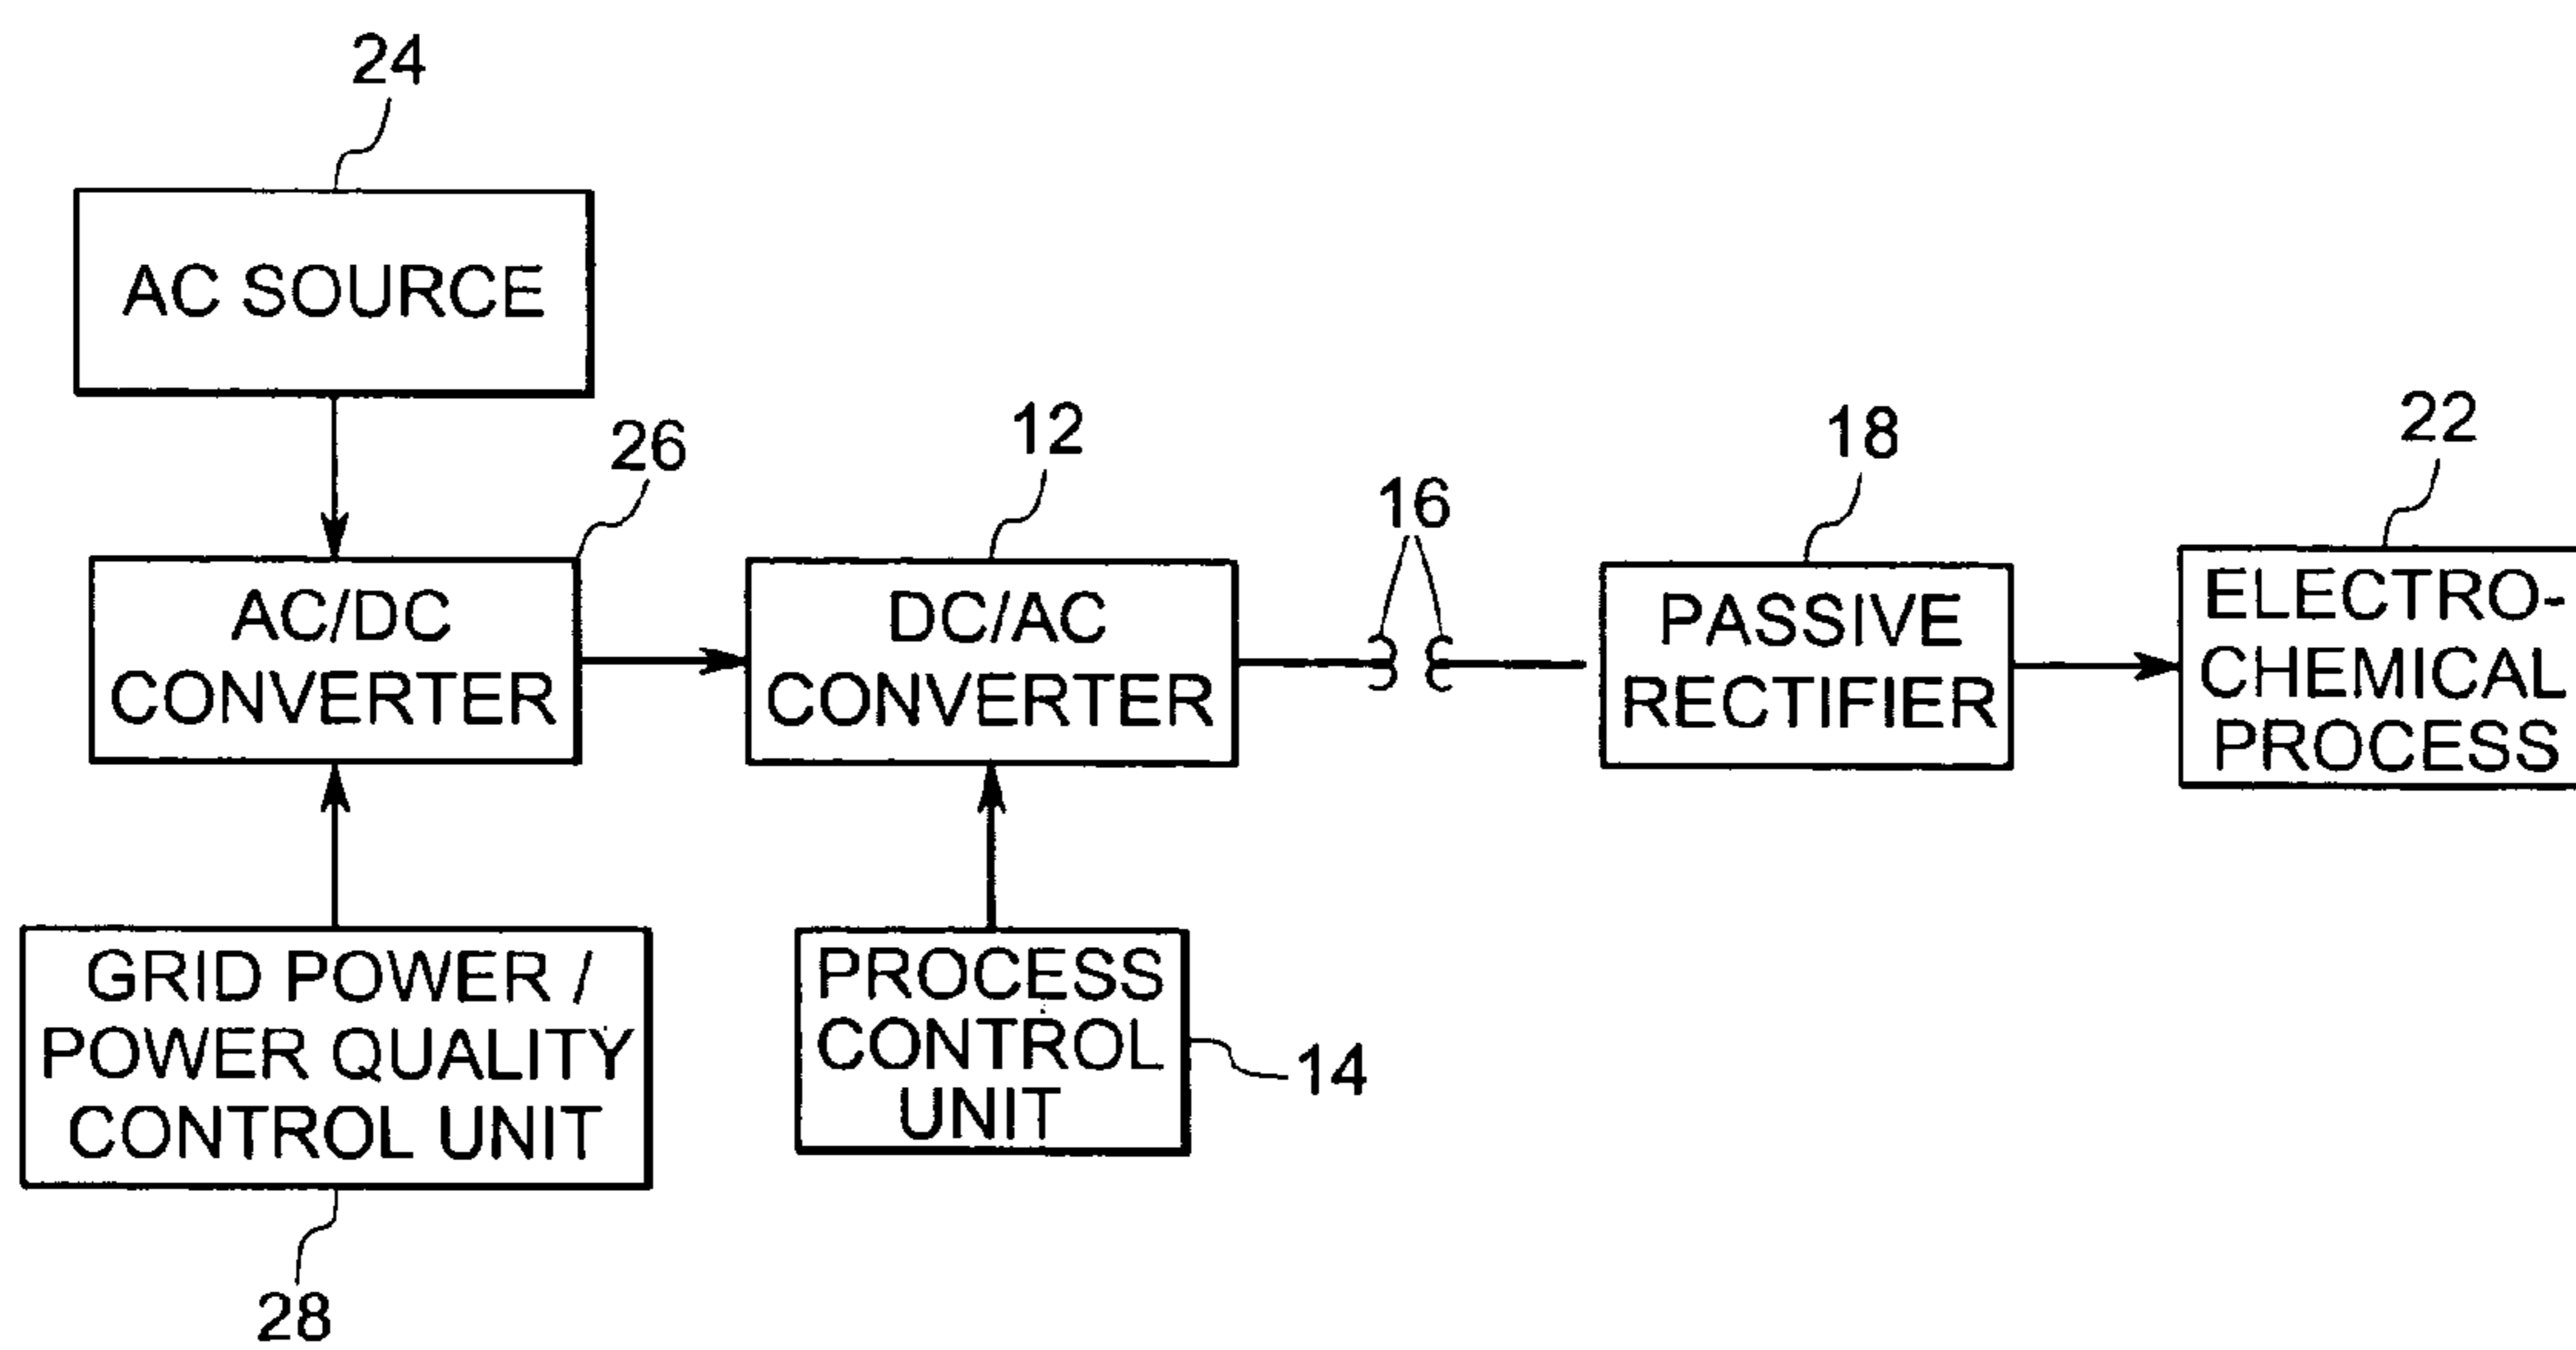 24
AC SOURCE
26
AC/DC
CONVERTER
12
DC/AC
CONVERTER
16
18
PASSIVE
RECTIFIER
22
ELECTRO-
CHEMICAL
PROCESS
GRID POWER /
POWER QUALITY
CONTROL UNIT
28
PROCESS
CONTROL
UNIT
14